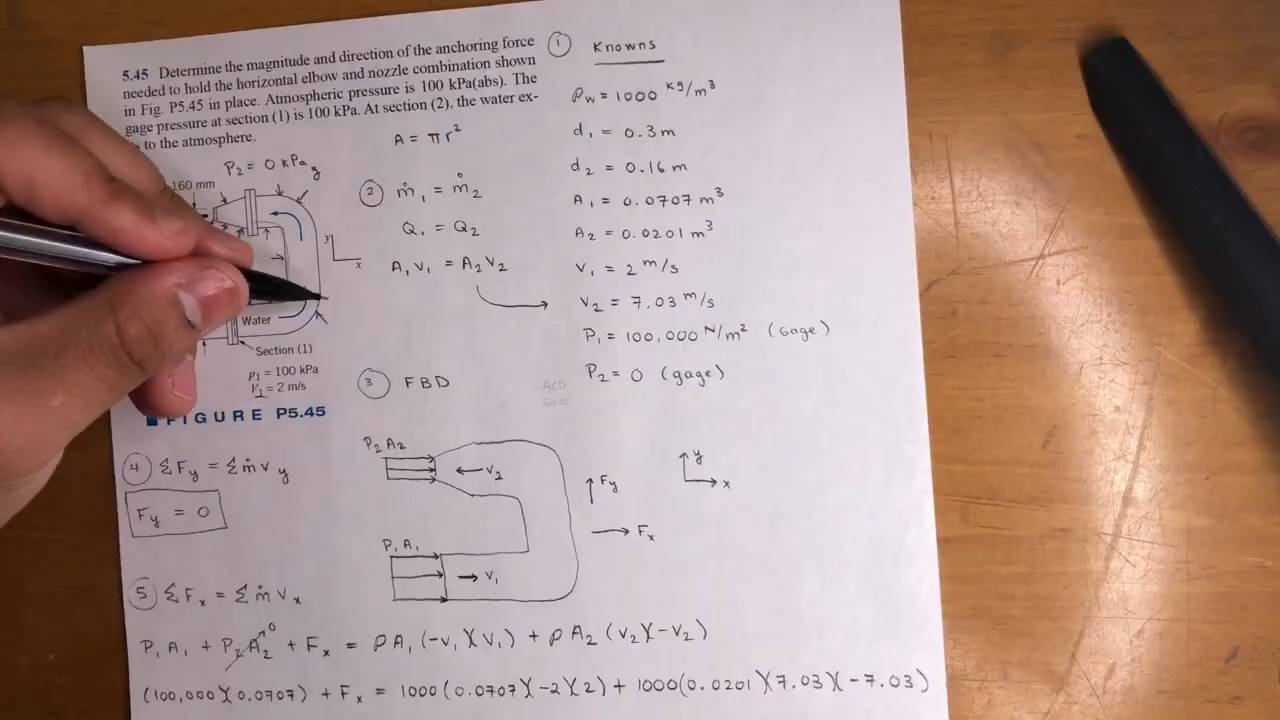 5.45 Determine the magnitude and direction of the anchoring force
needed to hold the horizontal elbow and nozzle combination shown
in Fig. P5.45 in place. Atmospheric pressure is 100 kPa(abs). The
gage pressure at section (1) is 100 kPa. At section (2), the water ex-
to the atmosphere.
P₂ = 0 kPa g
160 mm
y
x
Water
Section (1)
p₁ = 100 kPa
V₁ = 2 m/s
FIGURE P5.45
A = πr²
② ṁ₁ = ṁ₂
Q₁ = Q₂
A₁V₁ = A₂V₂
① Knowns
ρw = 1000 kg/m³
d₁ = 0.3 m
d₂ = 0.16 m
A₁ = 0.0707 m³
A₂ = 0.0201 m³
V₁ = 2 m/s
V₂ = 7.03 m/s
P₁ = 100,000 N/m² (Gage)
P₂ = 0 (gage)
③ FBD
Acti
P₂A₂
V₂
Fy
Fx
y
x
P₁A₁
V₁
④ ΣFy = Σṁvy
Fy = 0
⑤ ΣFx = Σṁvx
P₁A₁ + P₂A₂ 0 + Fx = ρA₁(-V₁)(V₁) + ρA₂(V₂)(-V₂)
(100,000)(0.0707) + Fx = 1000(0.0707)(-2)(2) + 1000(0.0201)(7.03)(-7.03)